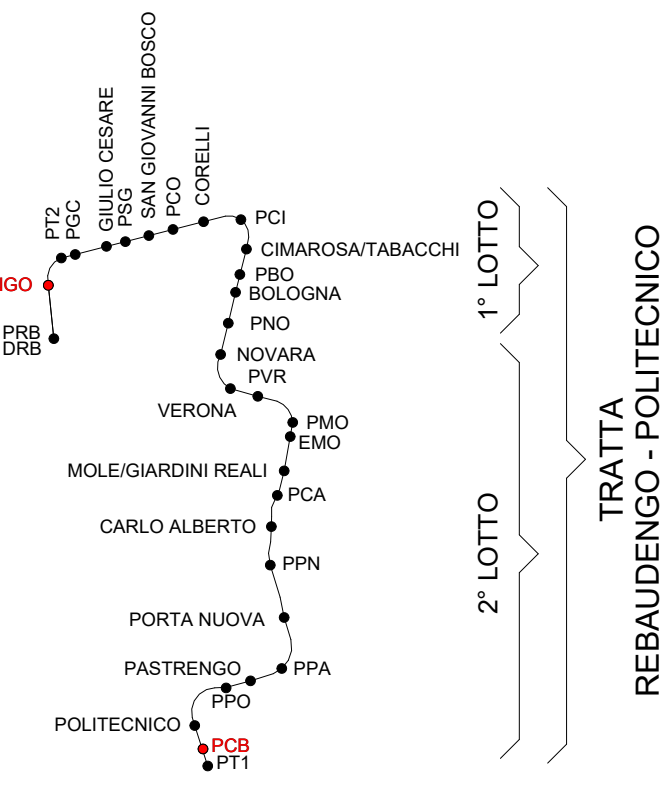 PT2
PGC
GIULIO CESARE
PSG
SAN GIOVANNI BOSCO
PCO
CORELLI
PCI
CIMAROSA/TABACCHI
PBO
BOLOGNA
PNO
NOVARA
PVR
VERONA
PMO
EMO
MOLE/GIARDINI REALI
PCA
CARLO ALBERTO
PPN
PORTA NUOVA
PPA
PASTRENGO
PPO
POLITECNICO
PCB
PT1
PRB
DRB
1° LOTTO
2° LOTTO
TRATTA
REBAUDENGO - POLITECNICO